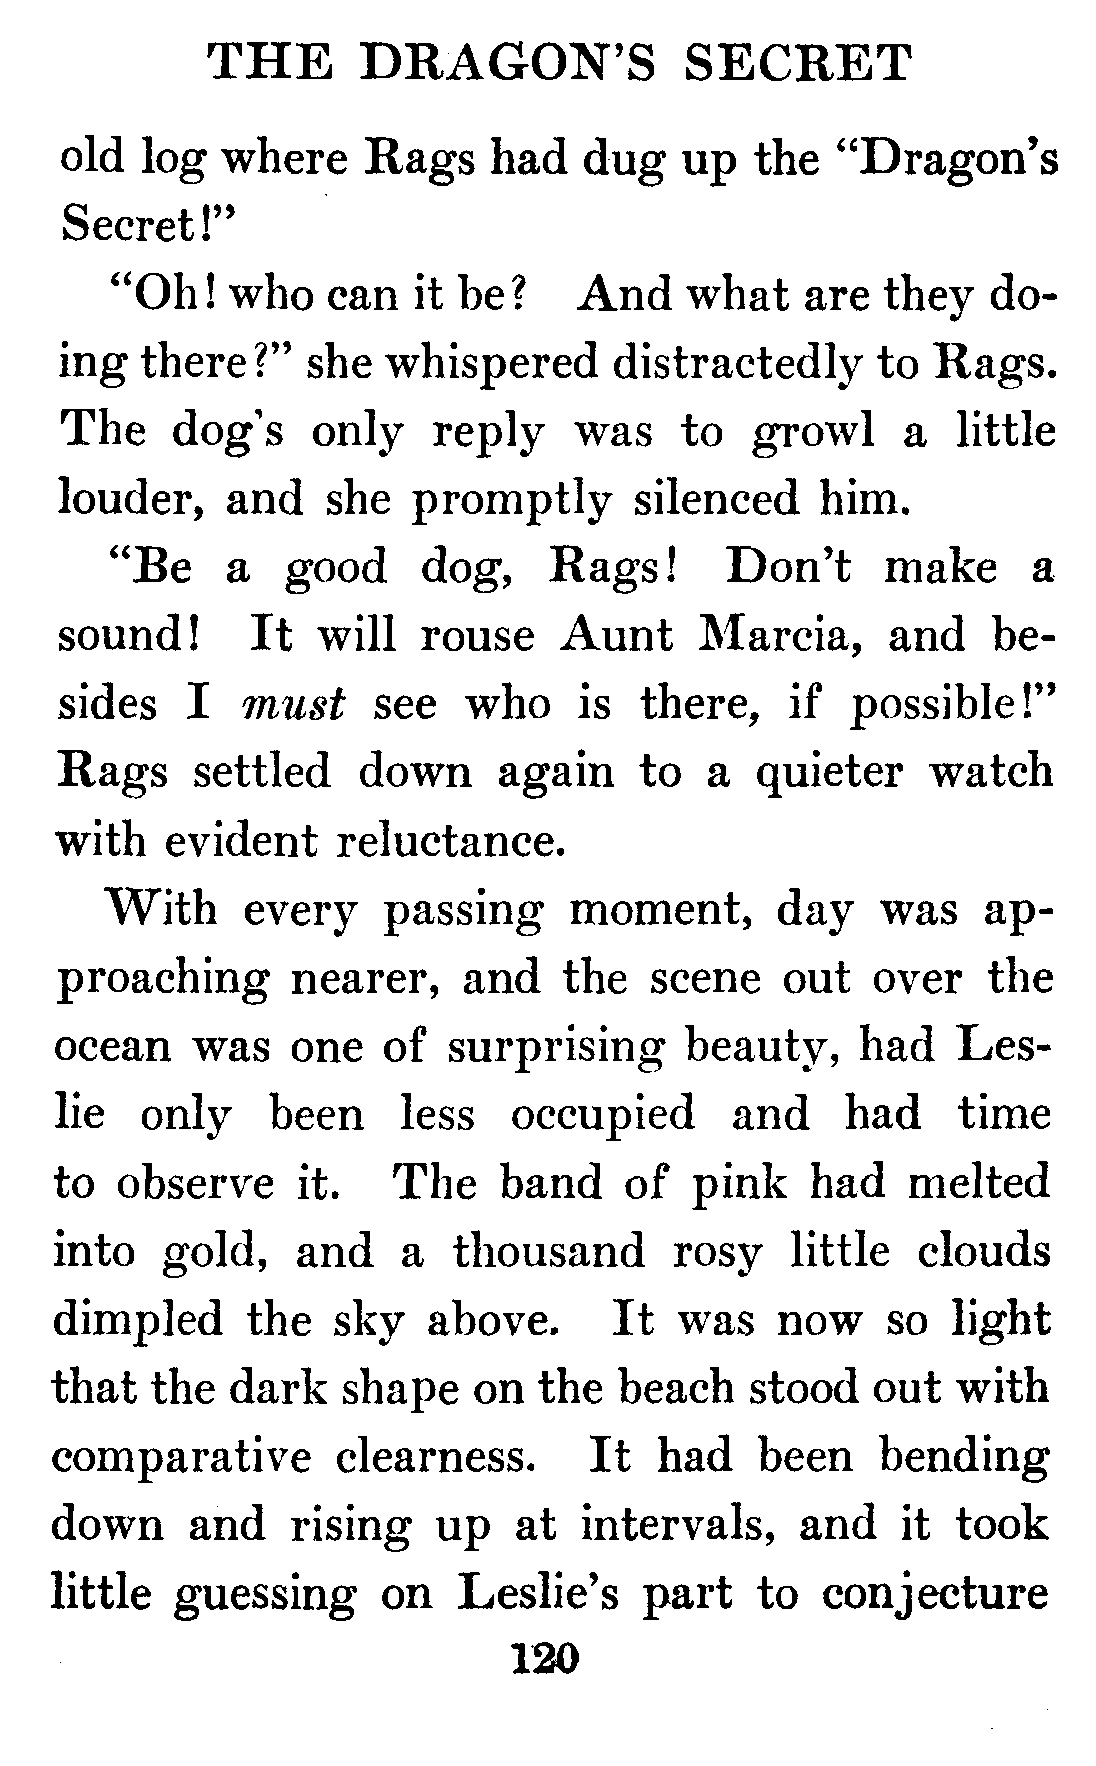 THE DRAGON'S SECRET
old log where Rags had dug up the "Dragon's
Secret!"
"Oh! who can it be? And what are they do-
ing there?" she whispered distractedly to Rags.
The dog's only reply was to growl a little
louder, and she promptly silenced him.
"Be a good dog, Rags! Don't make a
sound! It will rouse Aunt Marcia, and be-
sides I must see who is there, if possible!"
Rags settled down again to a quieter watch
with evident reluctance.
With every passing moment, day was ap-
proaching nearer, and the scene out over the
ocean was one of surprising beauty, had Les-
lie only been less occupied and had time
to observe it. The band of pink had melted
into gold, and a thousand rosy little clouds
dimpled the sky above. It was now so light
that the dark shape on the beach stood out with
comparative clearness. It had been bending
down and rising up at intervals, and it took
little guessing on Leslie's part to conjecture
120